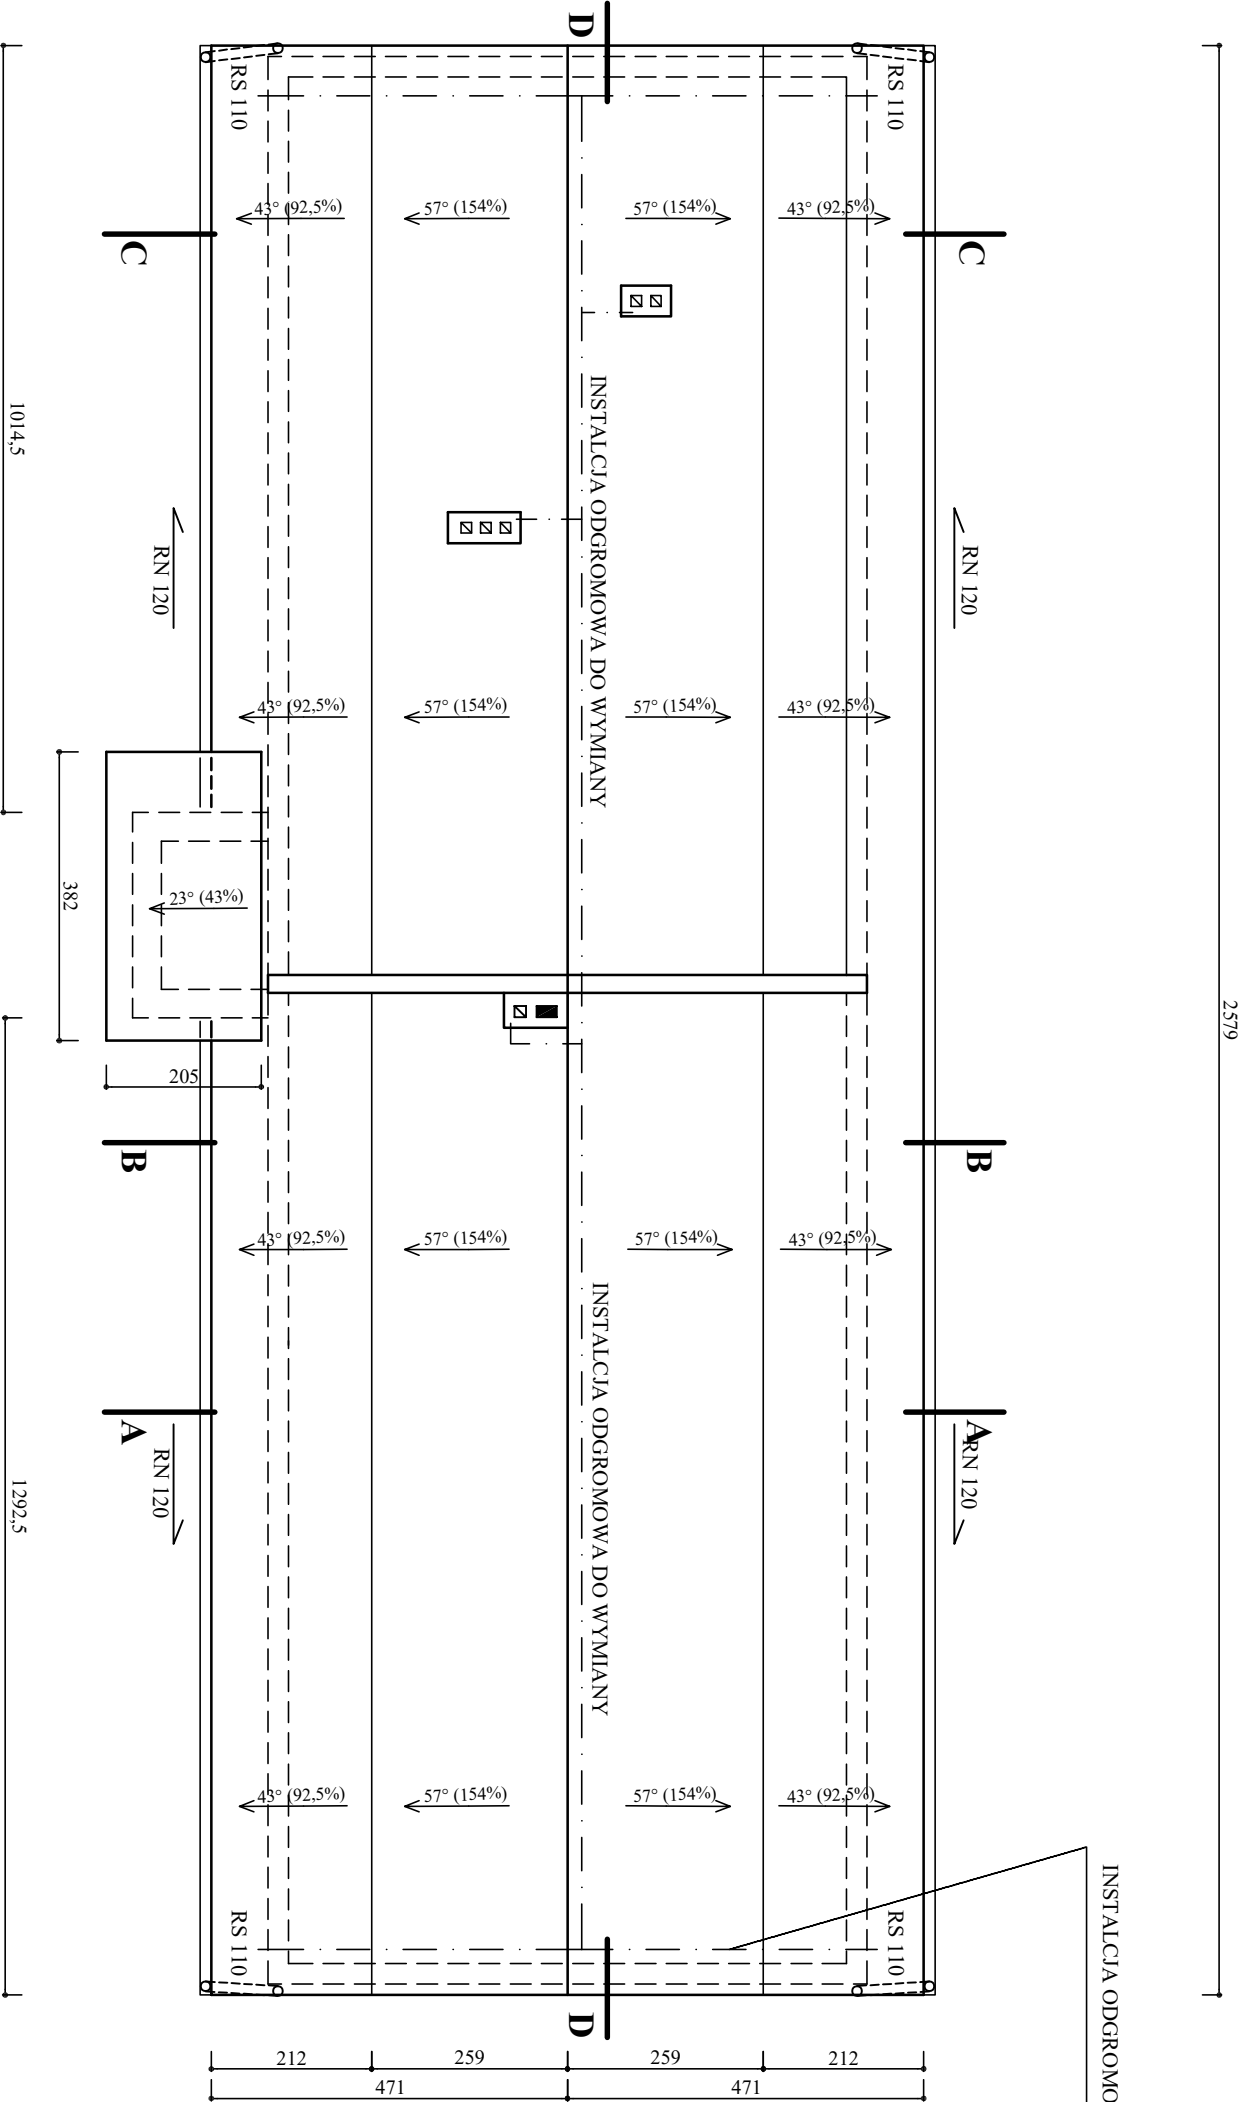 D
RS 110
RS 110
43° (92,5%)
57° (154%)
57° (154%)
43° (92,5%)
C
C
INSTALCJA ODGROMOWA DO WYMIANY
1014,5
RN 120
RN 120
43° (92,5%)
57° (154%)
57° (154%)
43° (92,5%)
382
23° (43%)
2579
205
B
B
43° (92,5%)
57° (154%)
57° (154%)
43° (92,5%)
INSTALCJA ODGROMOWA DO WYMIANY
A
A
RN 120
RN 120
1292,5
43° (92,5%)
57° (154%)
57° (154%)
43° (92,5%)
INSTALCJA ODGROMO
RS 110
RS 110
D
212
259
259
212
471
471